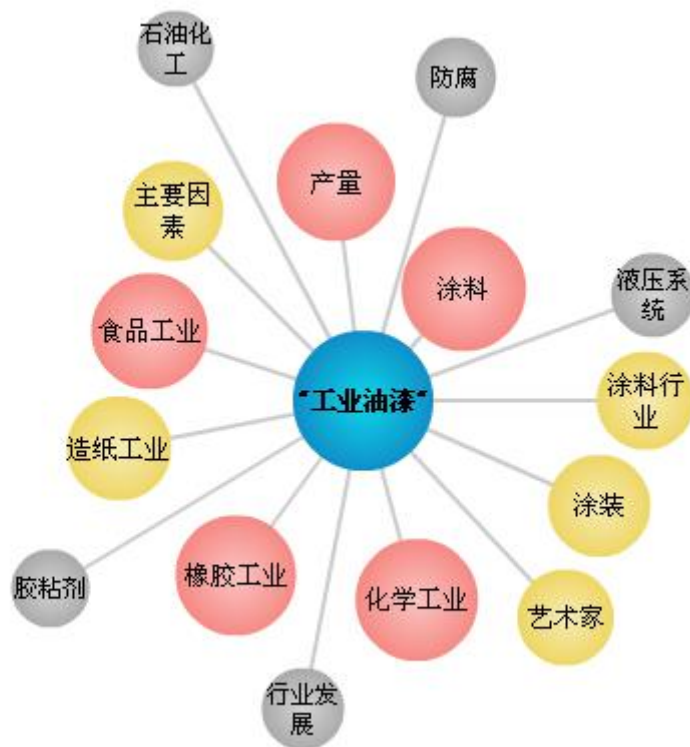 石油化
工
防腐
产量
主要因
素
涂料
液压系
统
食品工业
"工业油漆"
涂料行
业
造纸工业
涂装
橡胶工业
胶粘剂
化学工业
艺术家
行业发
展